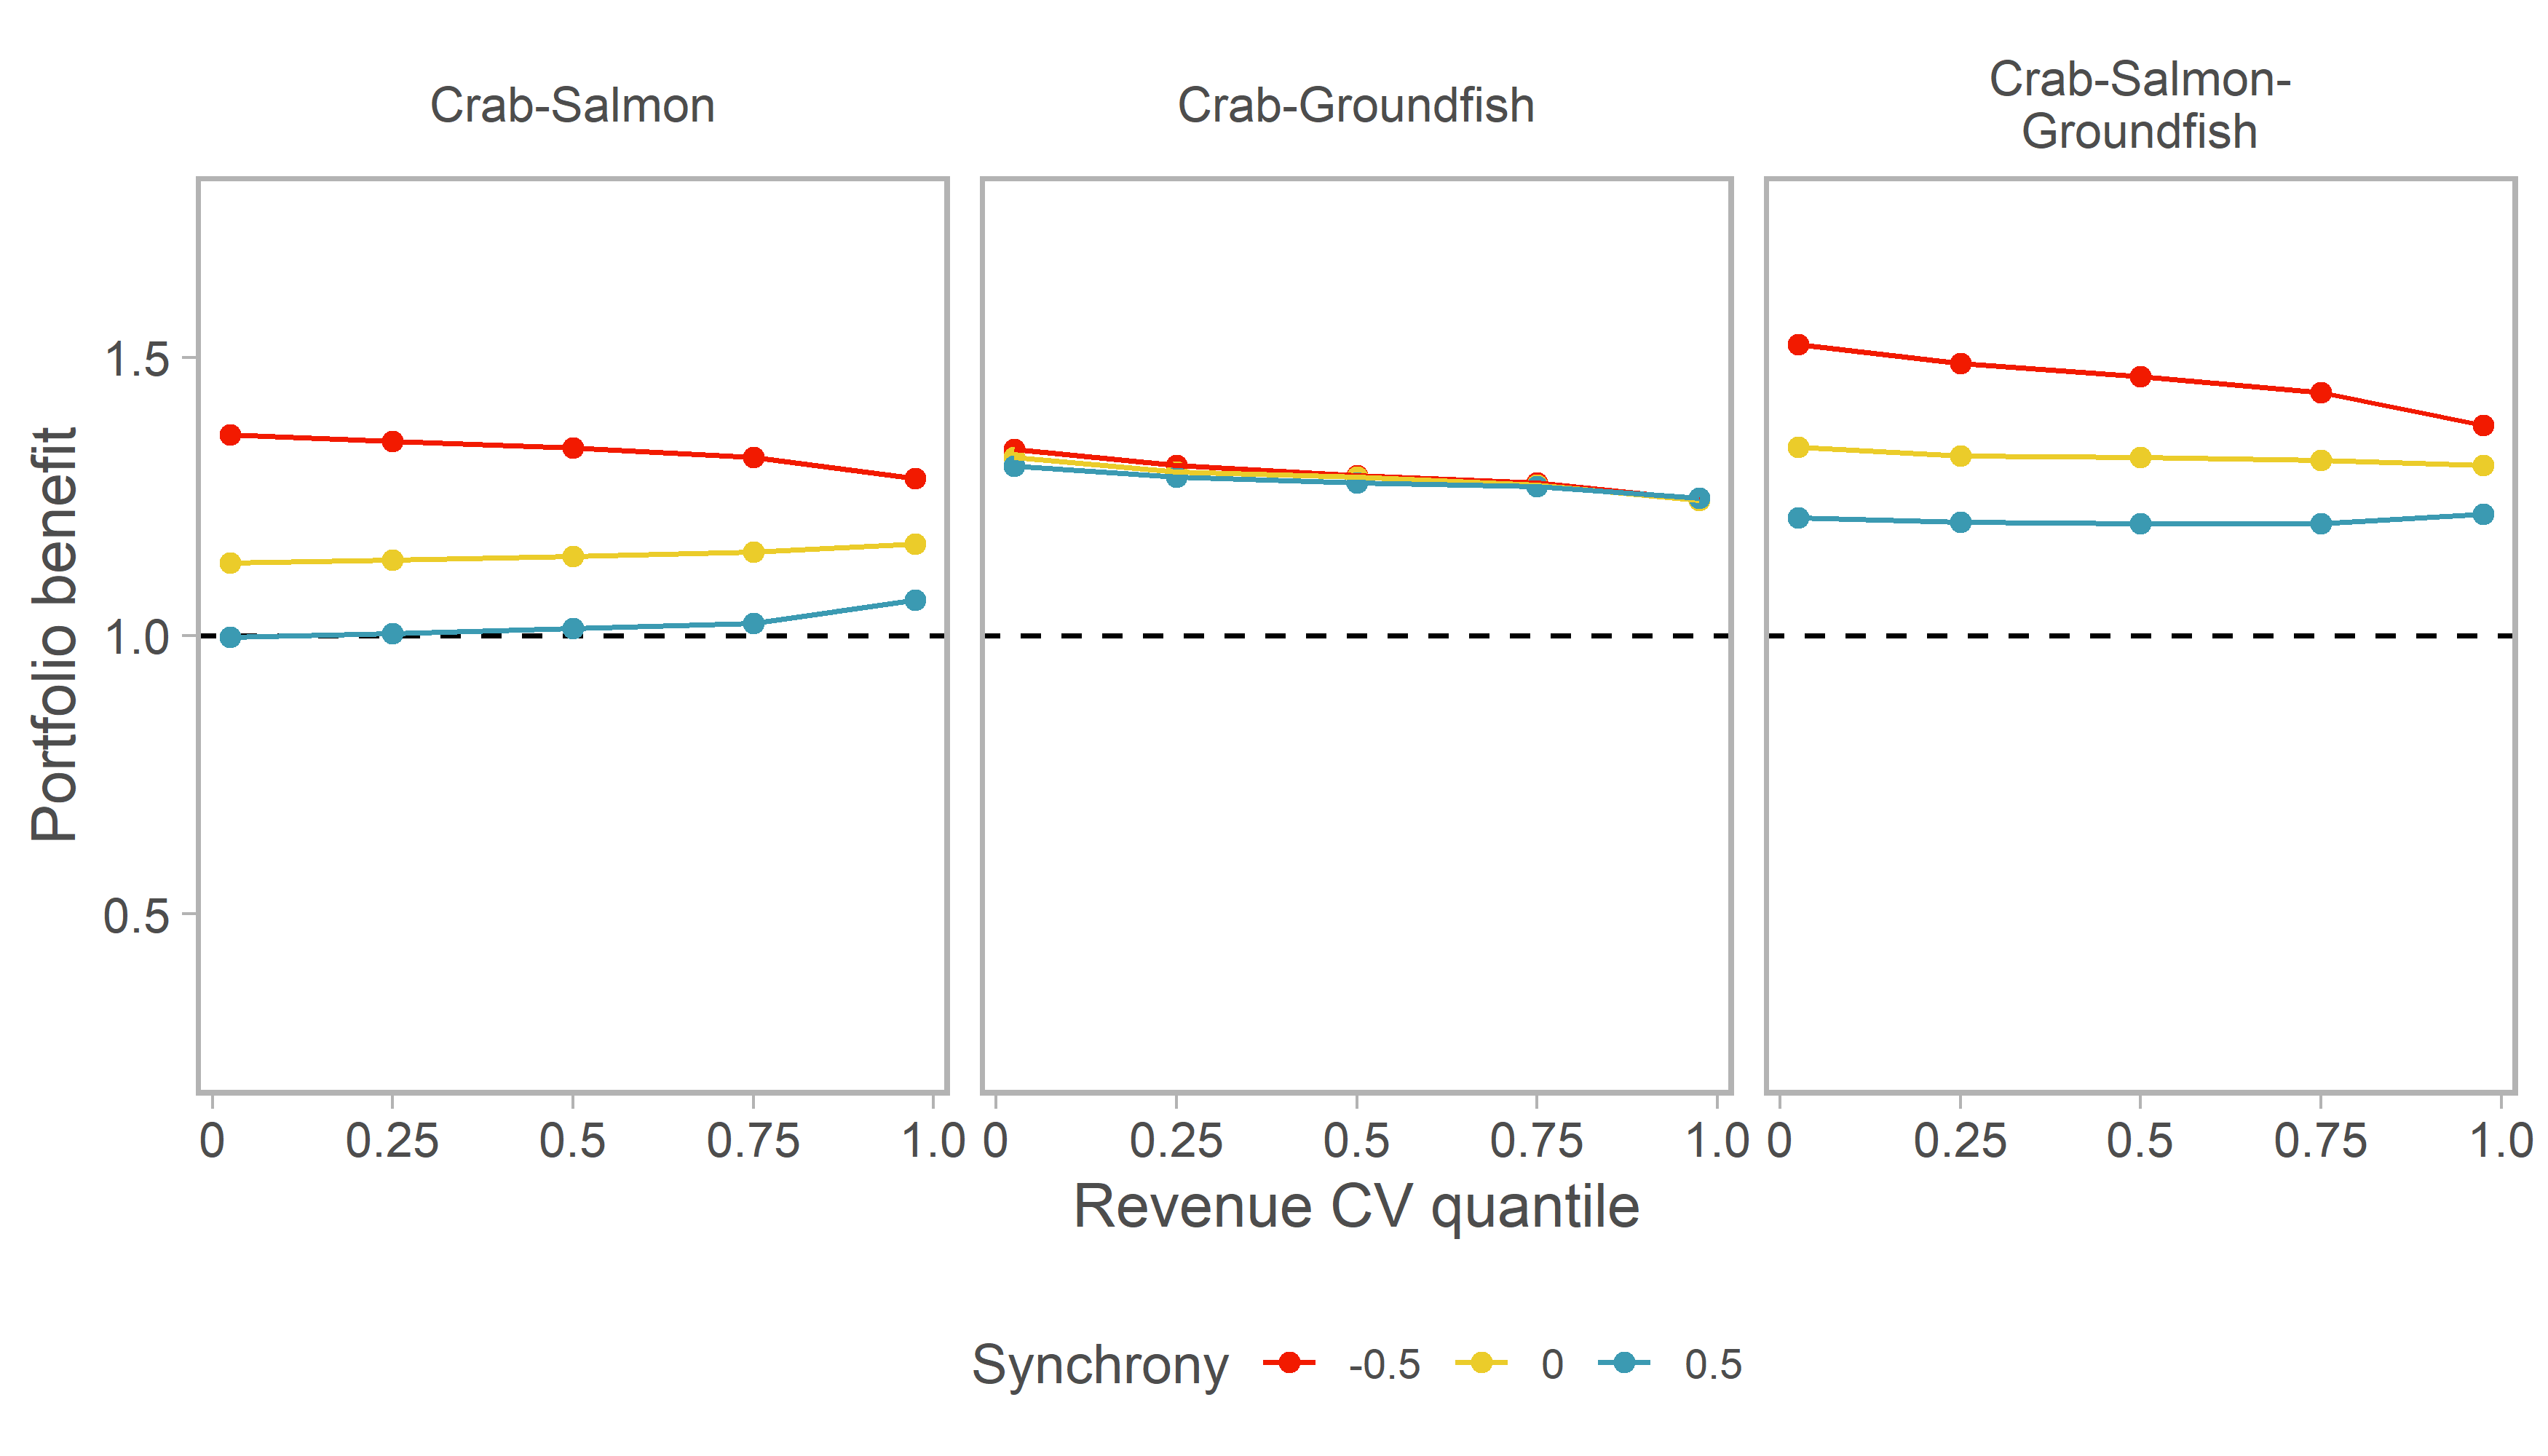 Crab-Salmon
Crab-Groundfish
Crab-Salmon-
Groundfish
Portfolio benefit
1.5
1.0
0.5
0 0.25 0.5 0.75 1.0
0 0.25 0.5 0.75 1.0
0 0.25 0.5 0.75 1.0
Revenue CV quantile
Synchrony -0.5 0 0.5